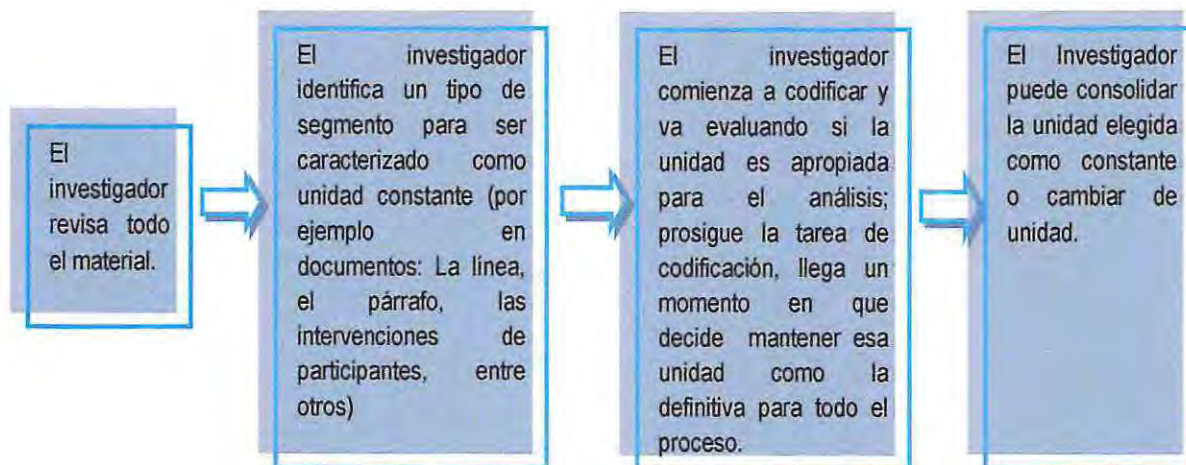 El
investigador
revisa todo
el material.
El investigador
identifica un tipo de
segmento para ser
caracterizado como
unidad constante (por
ejemplo en
documentos: La línea,
el párrafo, las
intervenciones de
participantes, entre
otros)
El investigador
comienza a codificar y
va evaluando si la
unidad es apropiada
para el análisis;
prosigue la tarea de
codificación, llega un
momento en que
decide mantener esa
unidad como la
definitiva para todo el
proceso.
El Investigador
puede consolidar
la unidad elegida
como constante
o cambiar de
unidad.